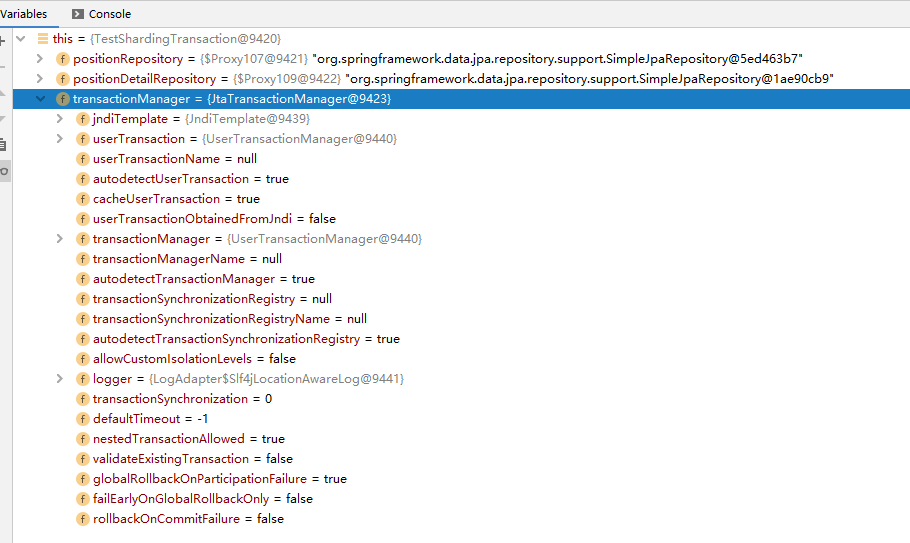 Variables Console
this = {TestShardingTransaction@9420}
f positionRepository = {$Proxy107@9421} "org.springframework.data.jpa.repository.support.SimpleJpaRepository@5ed463b7"
f positionDetailRepository = {$Proxy109@9422} "org.springframework.data.jpa.repository.support.SimpleJpaRepository@1ae90cb9"
f transactionManager = {JtaTransactionManager@9423}
f jndiTemplate = {JndiTemplate@9439}
f userTransaction = {UserTransactionManager@9440}
f userTransactionName = null
f autodetectUserTransaction = true
f cacheUserTransaction = true
f userTransactionObtainedFromJndi = false
f transactionManager = {UserTransactionManager@9440}
f transactionManagerName = null
f autodetectTransactionManager = true
f transactionSynchronizationRegistry = null
f transactionSynchronizationRegistryName = null
f autodetectTransactionSynchronizationRegistry = true
f allowCustomIsolationLevels = false
f logger = {LogAdapter$Slf4jLocationAwareLog@9441}
f transactionSynchronization = 0
f defaultTimeout = -1
f nestedTransactionAllowed = true
f validateExistingTransaction = false
f globalRollbackOnParticipationFailure = true
f failEarlyOnGlobalRollbackOnly = false
f rollbackOnCommitFailure = false